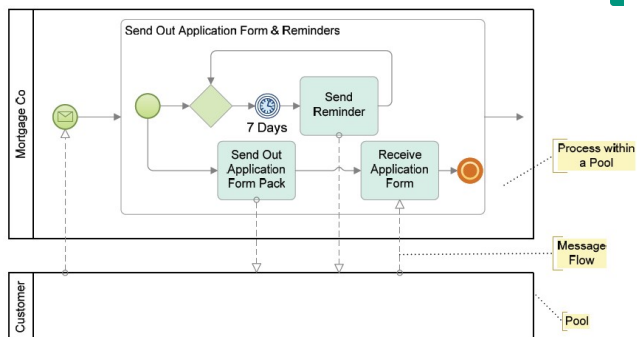 Send Out Application Form & Reminders
Mortgage Co
7 Days
Send
Reminder
Send Out
Application
Form Pack
Receive
Application
Form
Process within
a Pool
Message
Flow
Customer
Pool